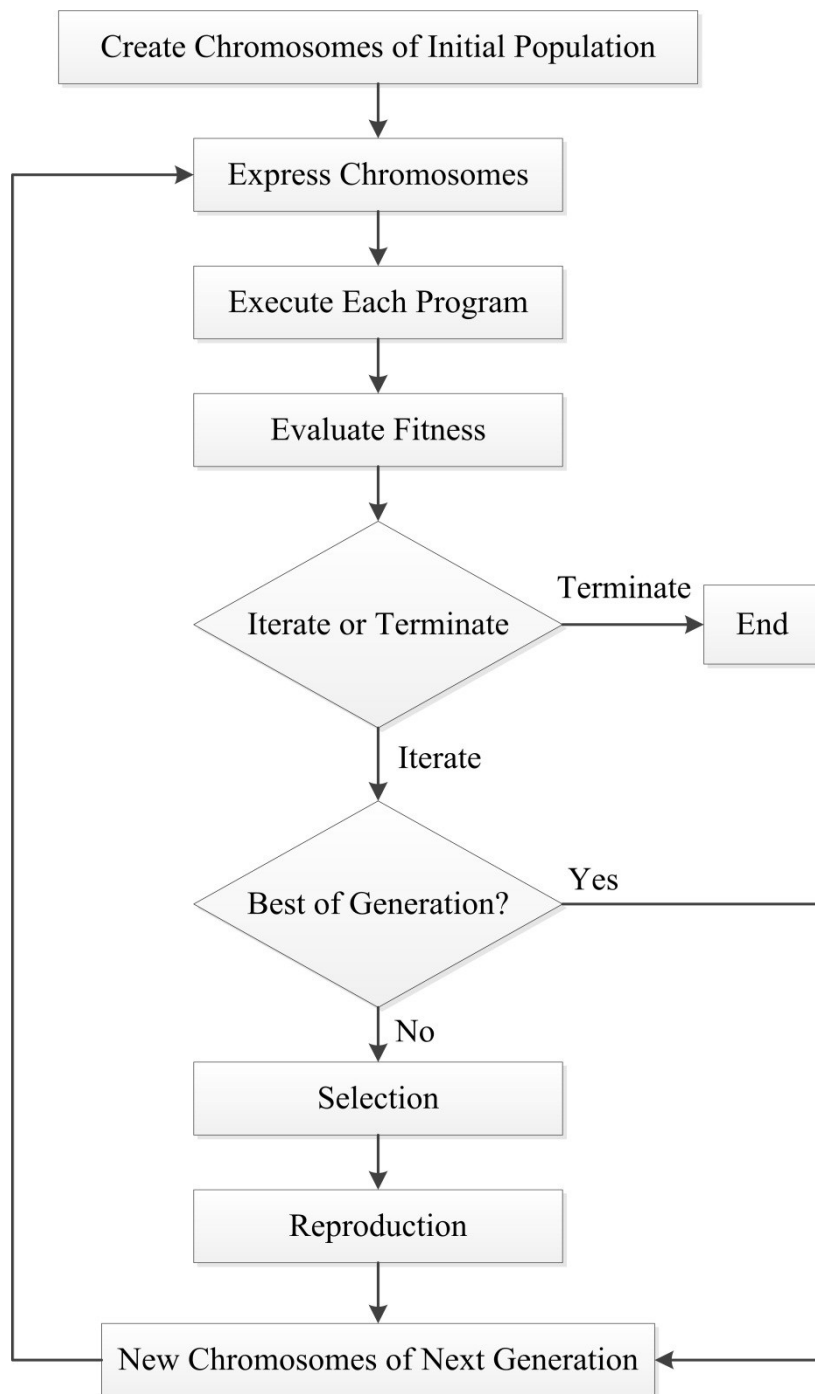 Create Chromosomes of Initial Population
Express Chromosomes
Execute Each Program
Evaluate Fitness
Iterate or Terminate
Terminate
End
Iterate
Best of Generation?
Yes
No
Selection
Reproduction
New Chromosomes of Next Generation